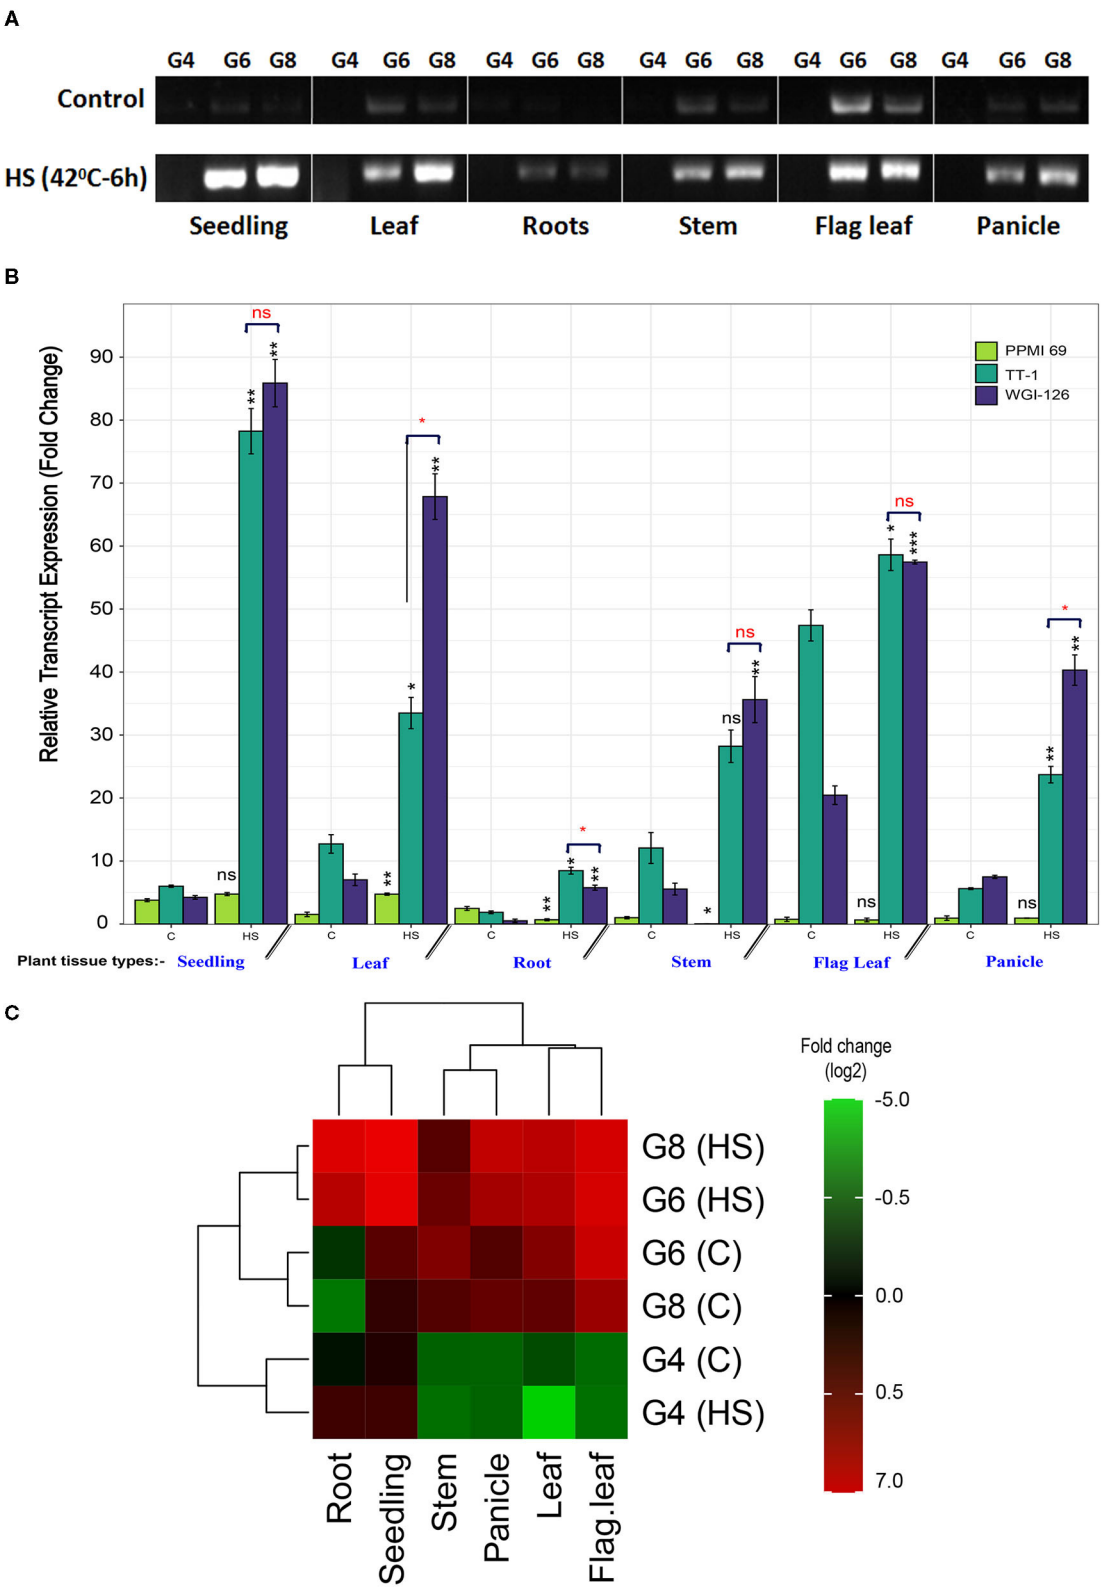 A
G4 G6 G8 G4 G6 G8 G4 G6 G8 G4 G6 G8 G4 G6 G8 G4 G6 G8
Control
HS (42⁰C-6h)
Seedling Leaf Roots Stem Flag leaf Panicle
B
Relative Transcript Expression (Fold Change)
90
80
70
60
50
40
30
20
10
0
PPMI 69
TT-1
WGI-126
ns ** ** ns
* ** * **
** * ** *
* ns ** ns
ns * *** ns
ns ** ** *
C HS C HS C HS C HS C HS C HS
Plant tissue types:- Seedling Leaf Root Stem Flag Leaf Panicle
C
Fold change
(log2)
-5.0
-0.5
0.0
0.5
7.0
G8 (HS)
G6 (HS)
G6 (C)
G8 (C)
G4 (C)
G4 (HS)
Root
Seedling
Stem
Panicle
Leaf
Flag.leaf